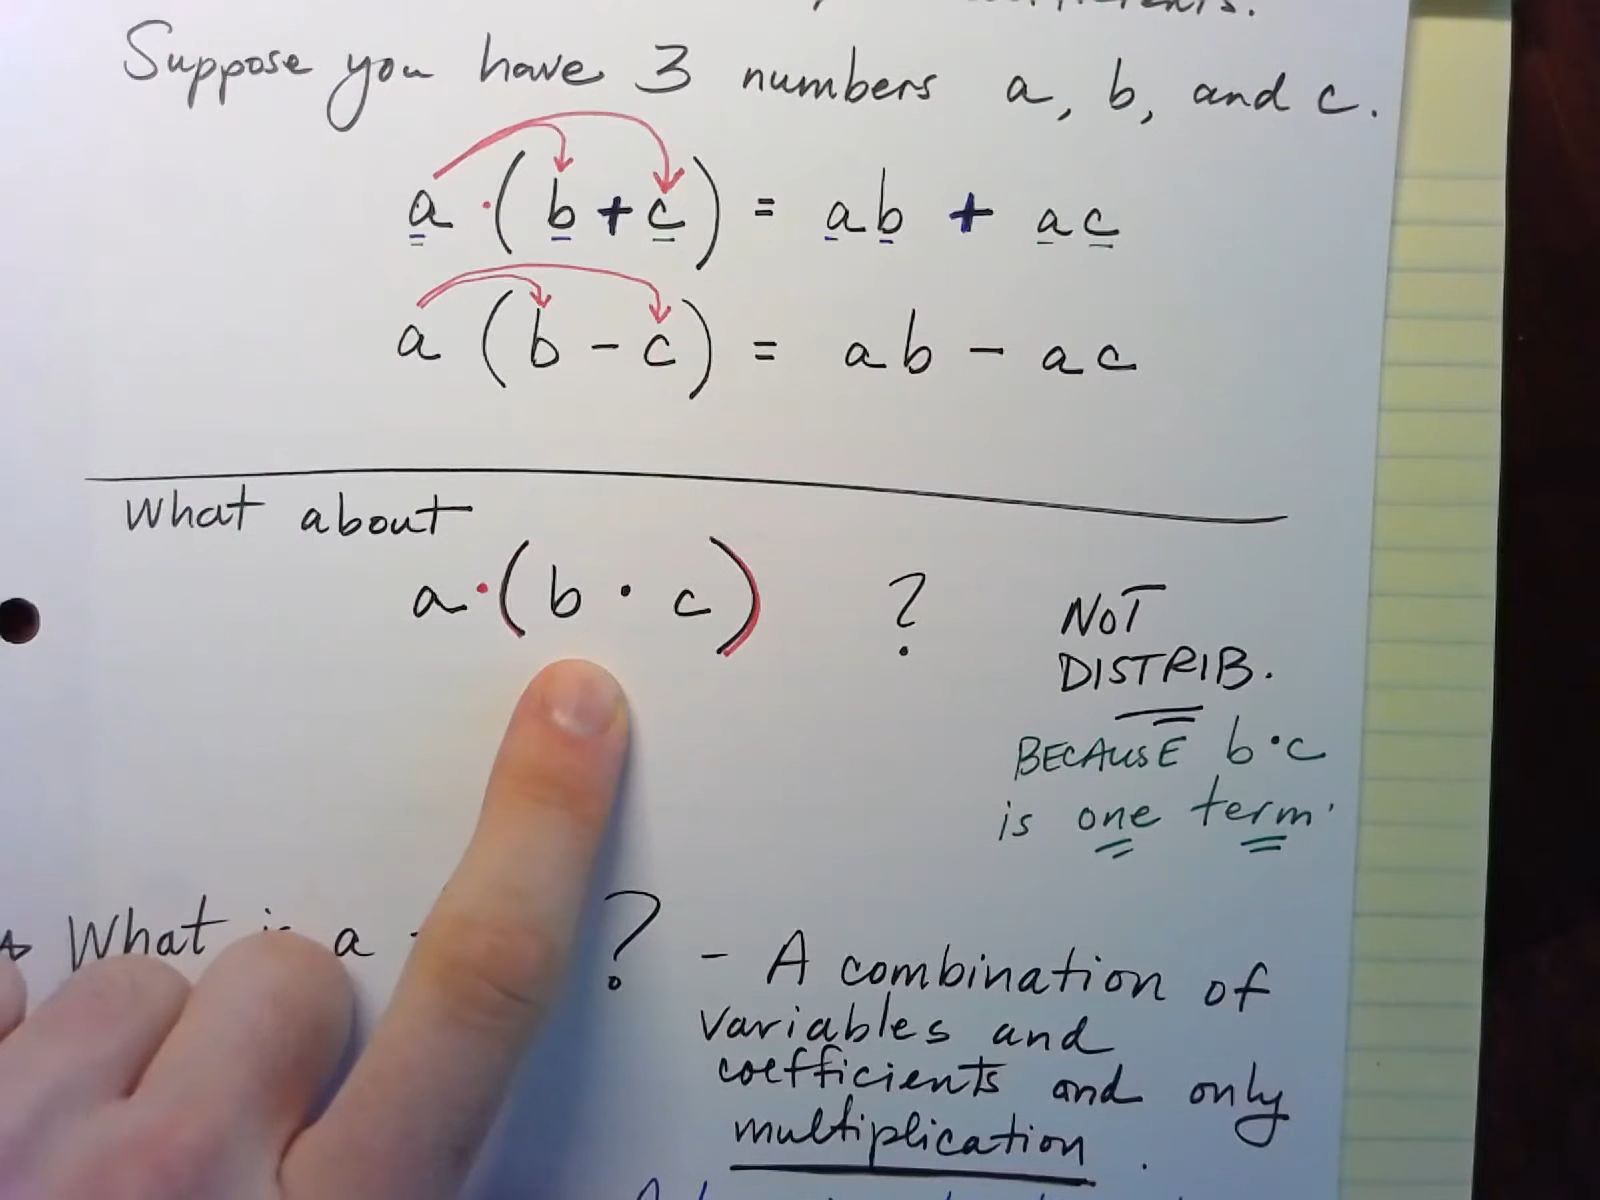 Suppose you have 3 numbers a, b, and c.
a · (b + c) = ab + ac
a (b - c) = ab - ac
What about
a · (b · c) ?
NOT
DISTRIB.
BECAUSE b · c
is one term.
What is a ?
- A combination of
variables and
coefficients and only
multiplication.